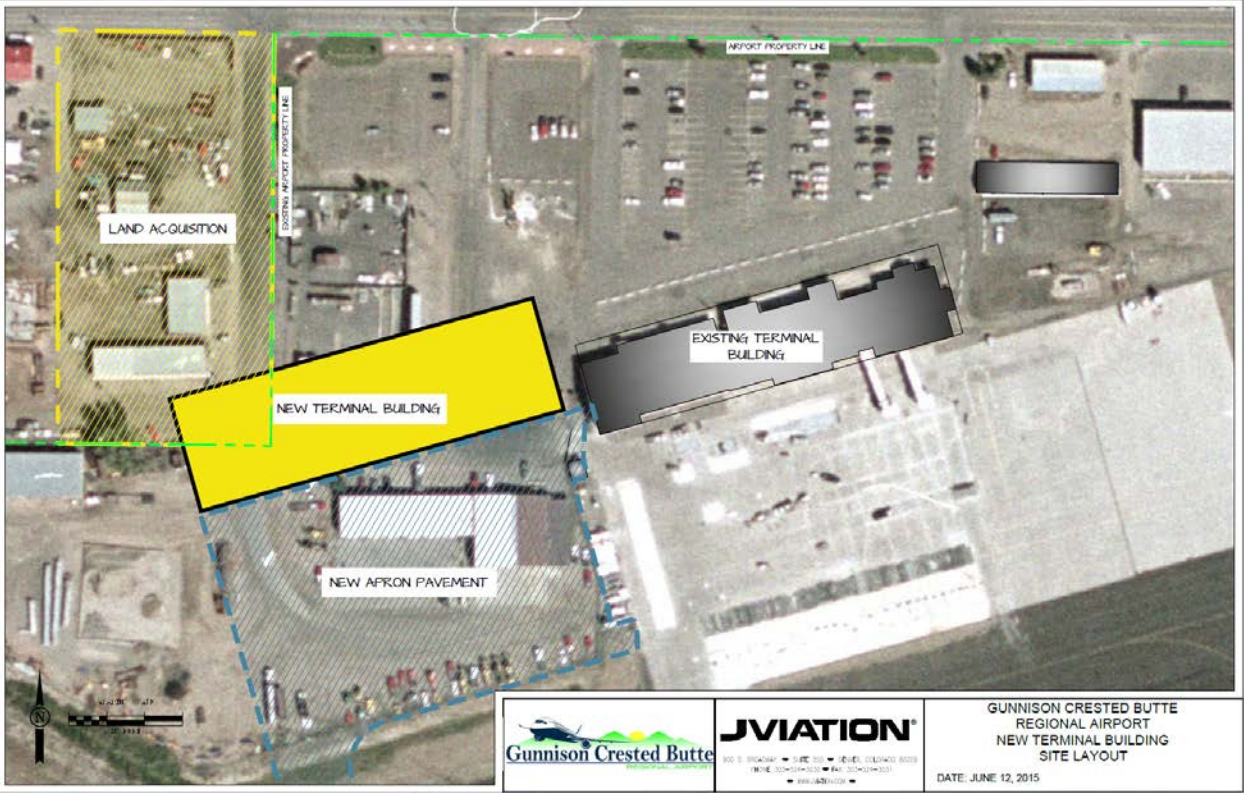 AIRPORT PROPERTY LINE
EXISTING AIRPORT PROPERTY LINE
LAND ACQUISITION
EXISTING TERMINAL
BUILDING
NEW TERMINAL BUILDING
NEW APRON PAVEMENT
N
Gunnison Crested Butte
REGIONAL AIRPORT
JVIATION®
GUNNISON CRESTED BUTTE
REGIONAL AIRPORT
NEW TERMINAL BUILDING
SITE LAYOUT
DATE: JUNE 12, 2015